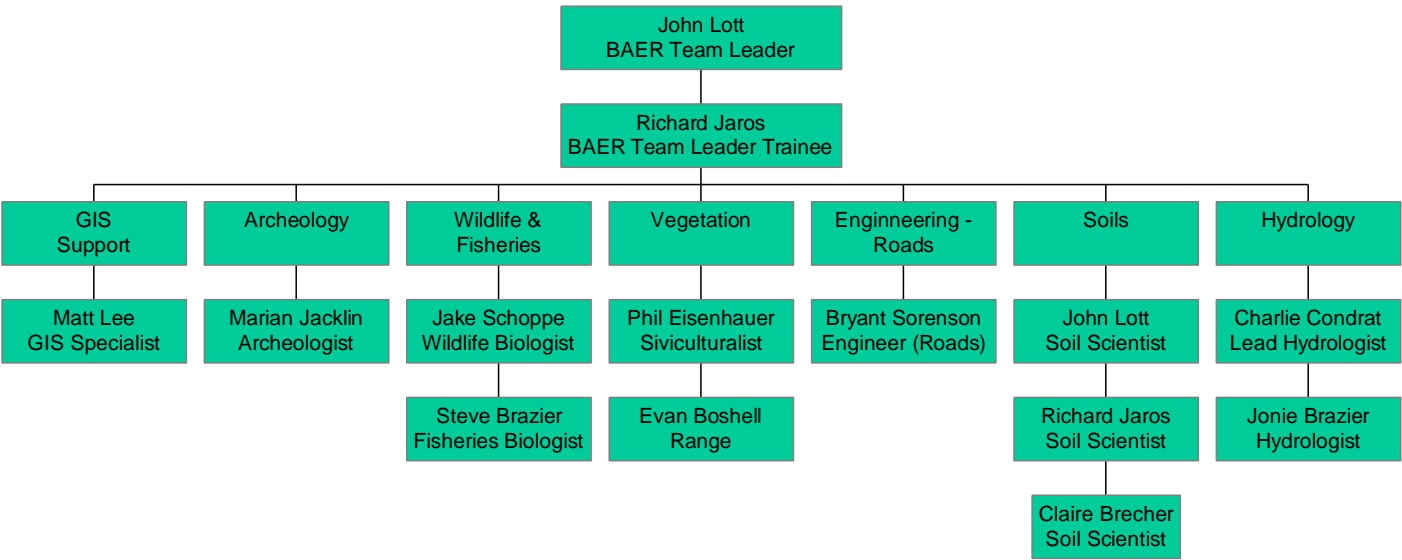 John Lott
BAER Team Leader
Richard Jaros
BAER Team Leader Trainee
GIS
Support
Archeology
Wildlife &
Fisheries
Vegetation
Enginneering -
Roads
Soils
Hydrology
Matt Lee
GIS Specialist
Marian Jacklin
Archeologist
Jake Schoppe
Wildlife Biologist
Phil Eisenhauer
Siviculturalist
Bryant Sorenson
Engineer (Roads)
John Lott
Soil Scientist
Charlie Condrat
Lead Hydrologist
Steve Brazier
Fisheries Biologist
Evan Boshell
Range
Richard Jaros
Soil Scientist
Jonie Brazier
Hydrologist
Claire Brecher
Soil Scientist